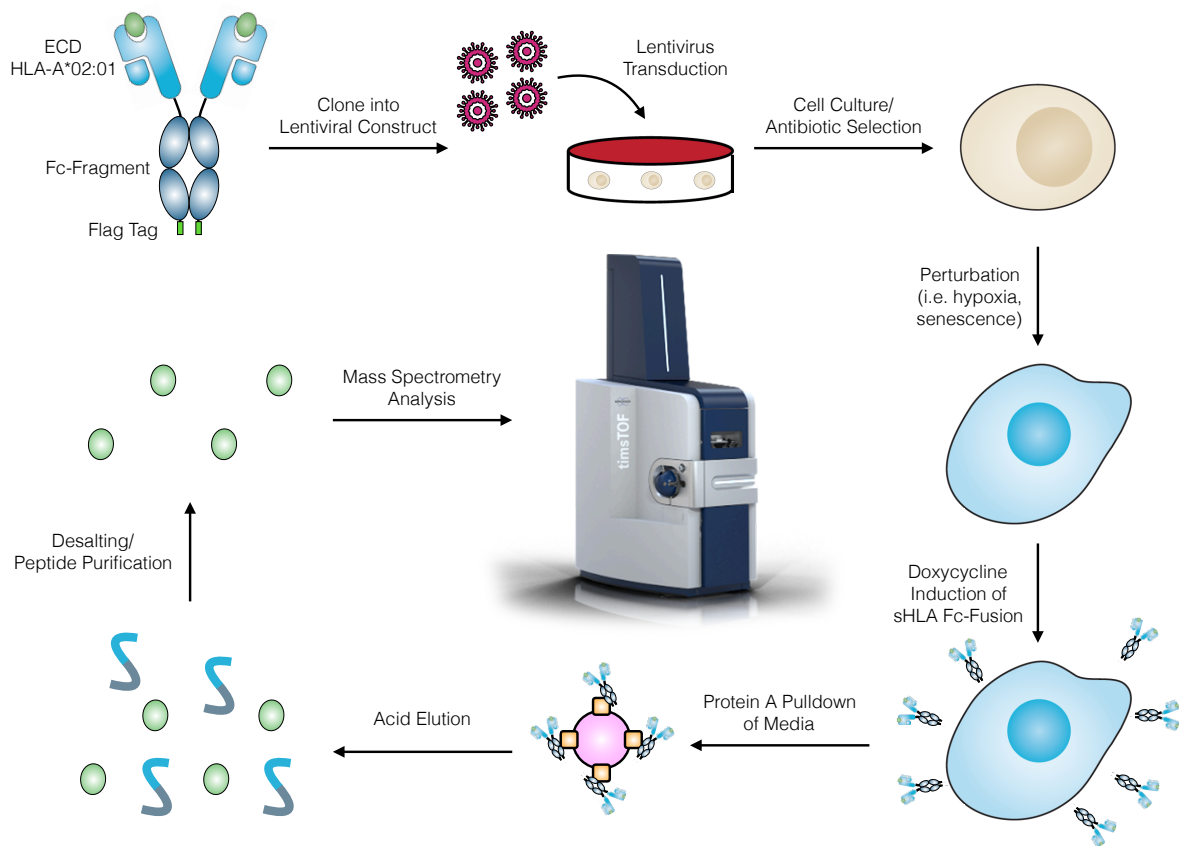 ECD
HLA-A*02:01
Fc-Fragment
Flag Tag
Clone into
Lentiviral Construct
Lentivirus
Transduction
Cell Culture/
Antibiotic Selection
Perturbation
(i.e. hypoxia,
senescence)
Doxycycline
Induction of
sHLA Fc-Fusion
Protein A Pulldown
of Media
Acid Elution
Desalting/
Peptide Purification
Mass Spectrometry
Analysis
timsTOF